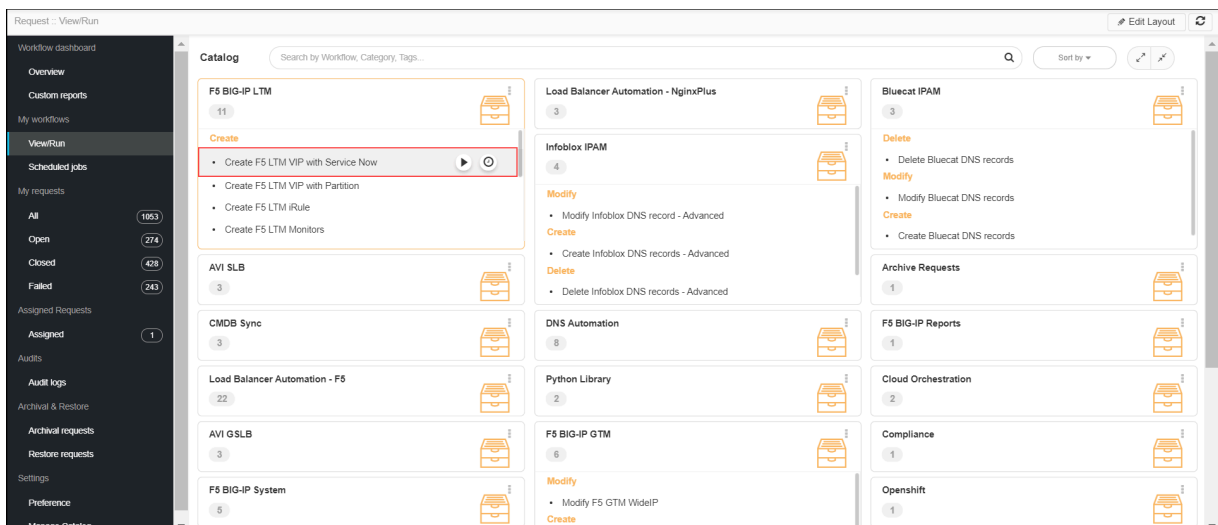 Request :: View/Run
Edit Layout
Workflow dashboard
Overview
Custom reports
My workflows
View/Run
Scheduled jobs
My requests
All 1053
Open 274
Closed 428
Failed 243
Assigned Requests
Assigned 1
Audits
Audit logs
Archival & Restore
Archival requests
Restore requests
Settings
Preference
Manage Catalog
Catalog
Search by Workflow, Category, Tags...
Sort by
F5 BIG-IP LTM
11
Create
• Create F5 LTM VIP with Service Now
• Create F5 LTM VIP with Partition
• Create F5 LTM iRule
• Create F5 LTM Monitors
AVI SLB
3
CMDB Sync
3
Load Balancer Automation - F5
22
AVI GSLB
3
F5 BIG-IP System
5
Load Balancer Automation - NginxPlus
3
Infoblox IPAM
4
Modify
• Modify Infoblox DNS record - Advanced
Create
• Create Infoblox DNS records - Advanced
Delete
• Delete Infoblox DNS records - Advanced
DNS Automation
8
Python Library
2
F5 BIG-IP GTM
6
Modify
• Modify F5 GTM WideIP
Create
Bluecat IPAM
3
Delete
• Delete Bluecat DNS records
Modify
• Modify Bluecat DNS records
Create
• Create Bluecat DNS records
Archive Requests
1
F5 BIG-IP Reports
1
Cloud Orchestration
2
Compliance
1
Openshift
1